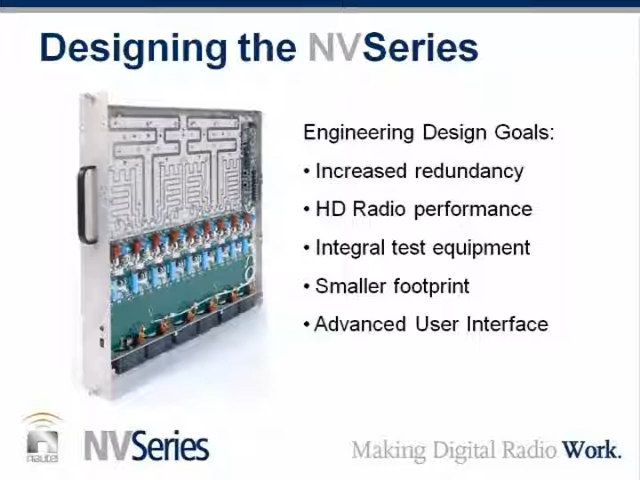 Designing the NVSeries
Engineering Design Goals:
• Increased redundancy
• HD Radio performance
• Integral test equipment
• Smaller footprint
• Advanced User Interface
nautel
NVSeries
Making Digital Radio Work.